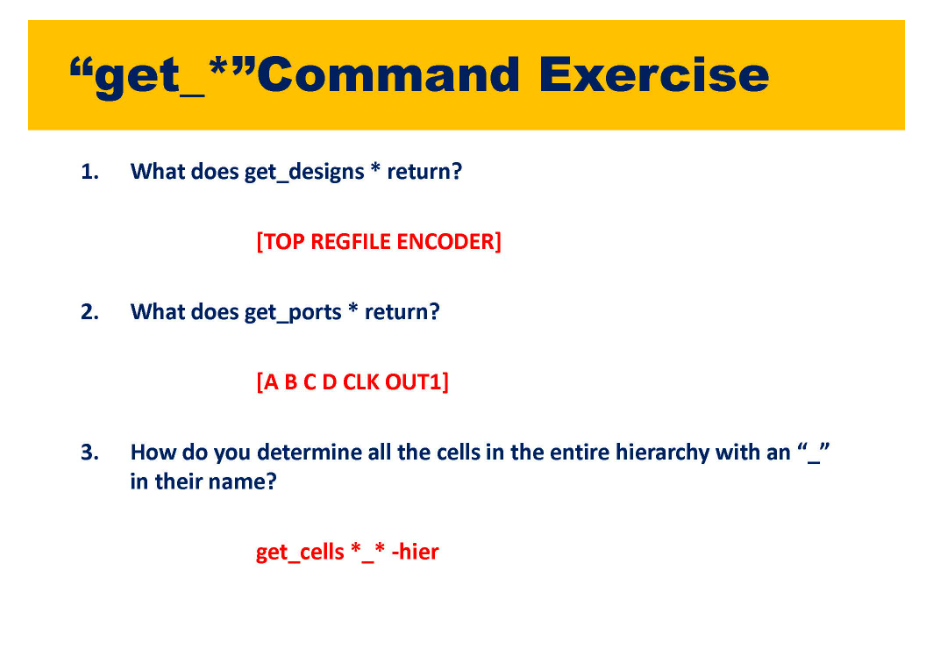 “get_*”Command Exercise
1. What does get_designs * return?
[TOP REGFILE ENCODER]
2. What does get_ports * return?
[A B C D CLK OUT1]
3. How do you determine all the cells in the entire hierarchy with an “_”
in their name?
get_cells *_* -hier